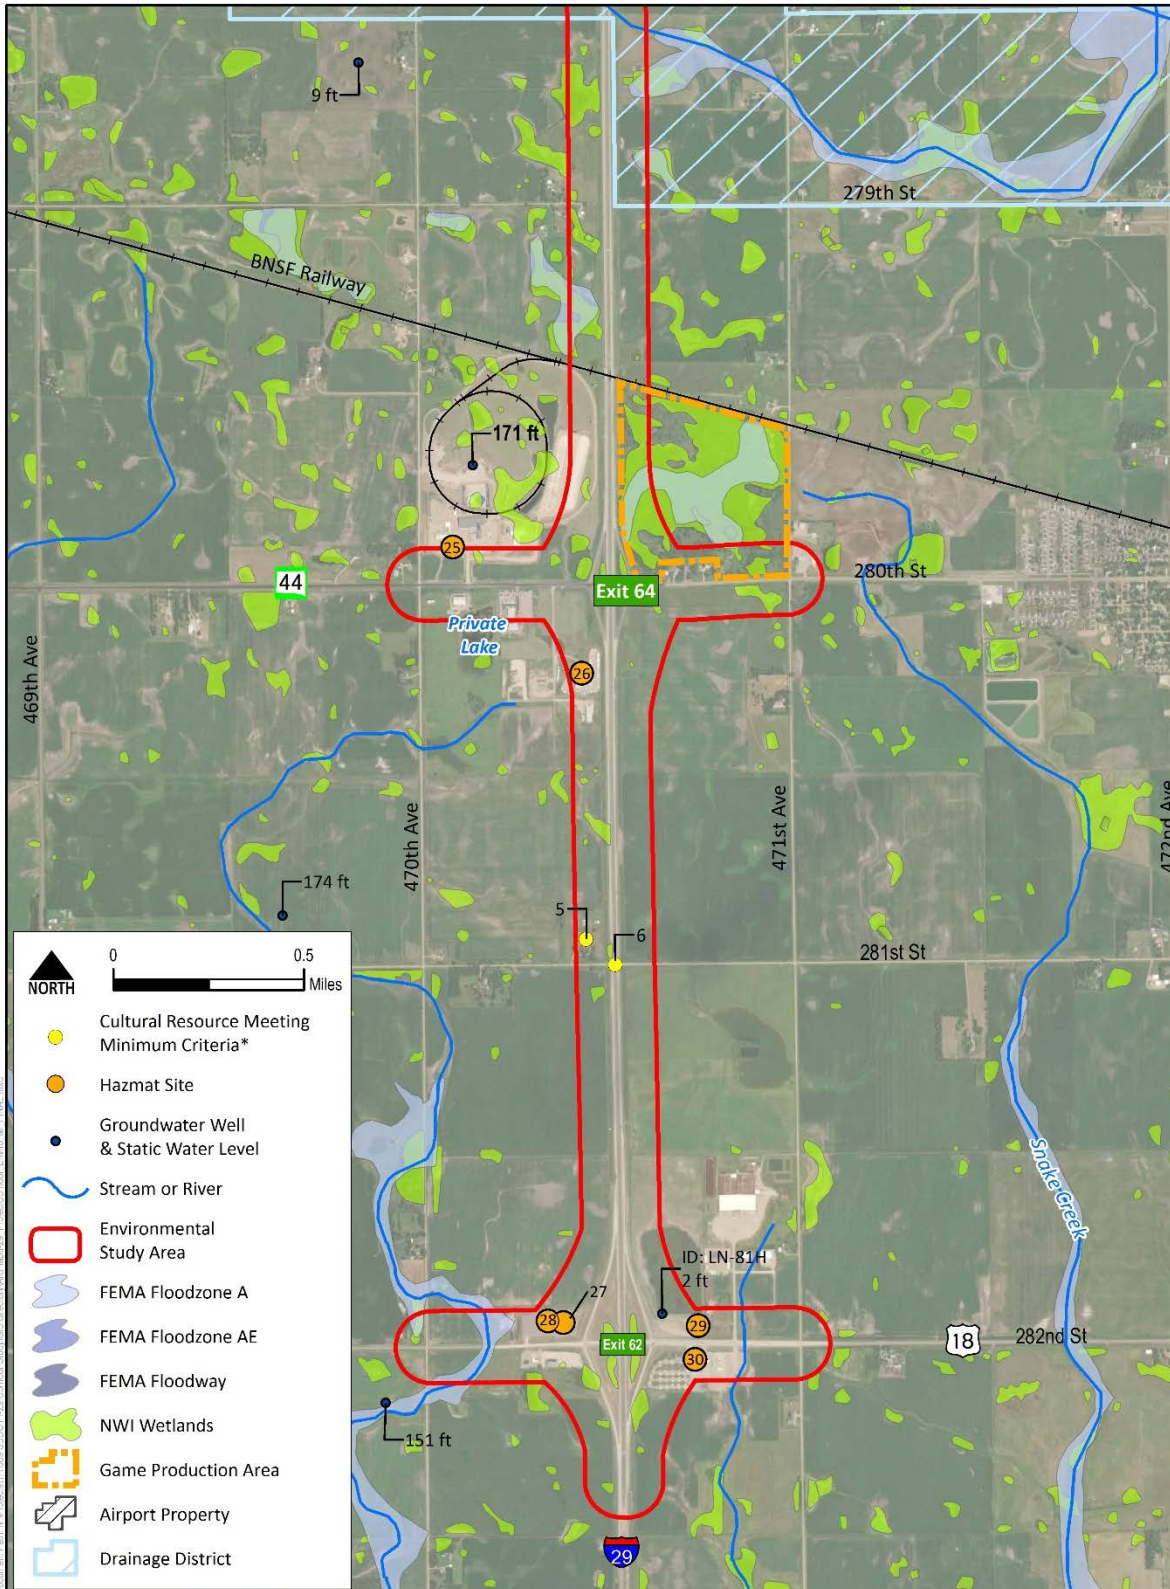 9 ft
279th St
BNSF Railway
171 ft
25
280th St
44
Exit 64
Private
Lake
26
469th Ave
470th Ave
471st Ave
472nd Ave
174 ft
5
6
281st St
Snake Creek
ID: LN-81H
2 ft
27
28
29
30
Exit 62
18
282nd St
151 ft
29
NORTH
0 0.5
Miles
Cultural Resource Meeting
Minimum Criteria*
Hazmat Site
Groundwater Well
& Static Water Level
Stream or River
Environmental
Study Area
FEMA Floodzone A
FEMA Floodzone AE
FEMA Floodway
NWI Wetlands
Game Production Area
Airport Property
Drainage District